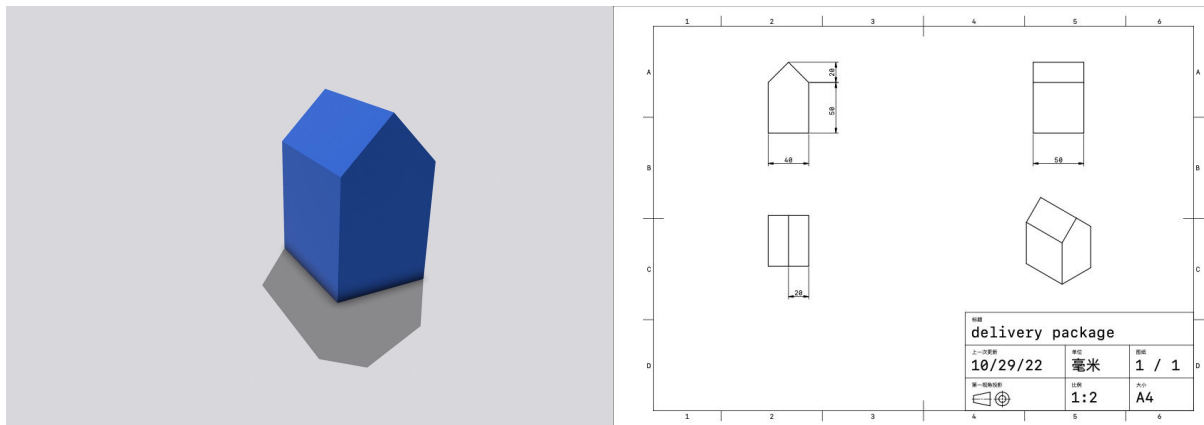 1 2 3 4 5 6
A A
20
50
40
50
B B
20
C C
标题
delivery package
上一次更新 单位 图纸
10/29/22 毫米 1 / 1
D D
第一视角投影 比例 大小
1:2 A4
1 2 3 4 5 6